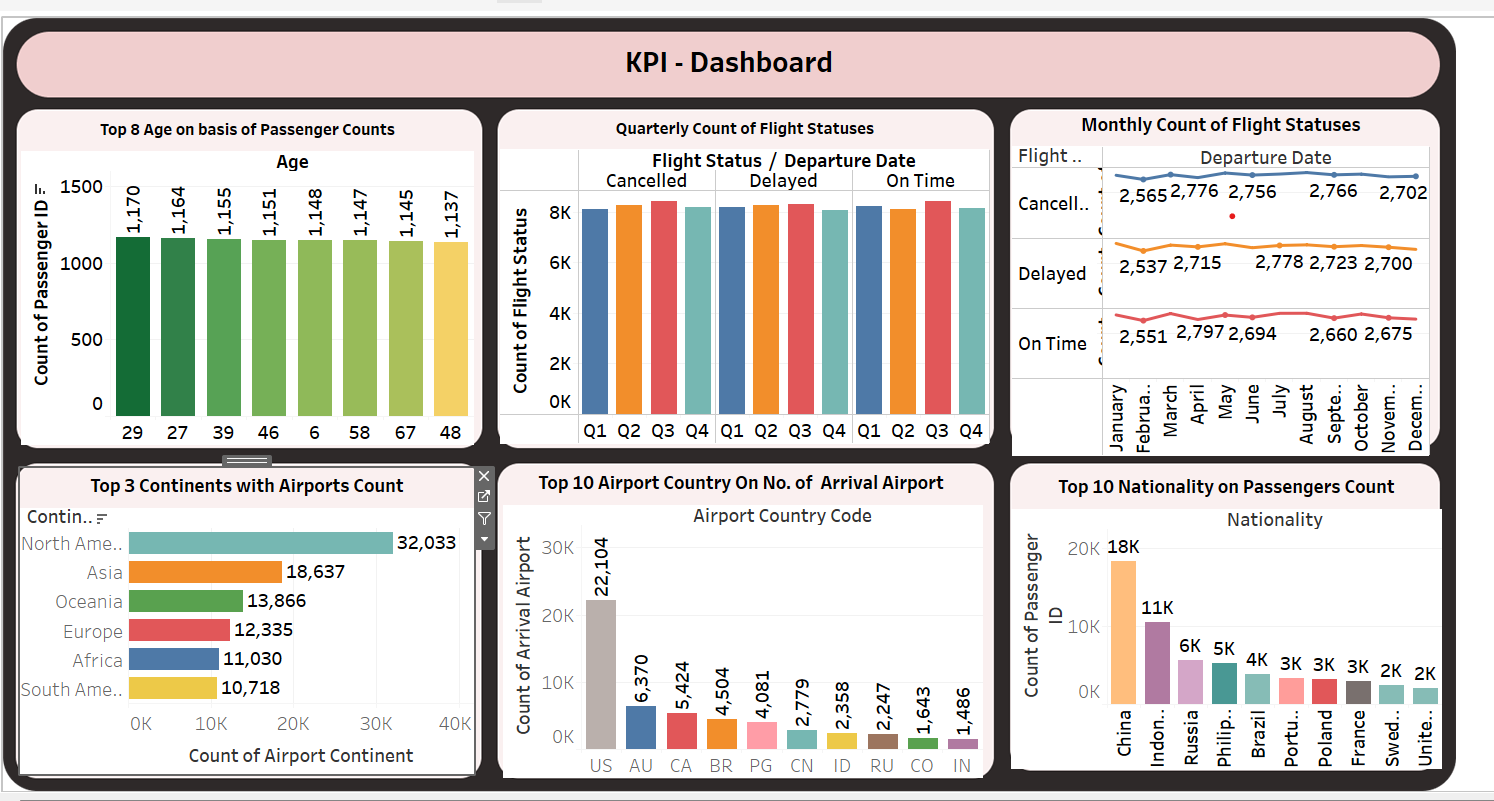 KPI - Dashboard
Top 8 Age on basis of Passenger Counts
Age
Count of Passenger ID
1500
1000
500
0
1,170
1,164
1,155
1,151
1,148
1,147
1,145
1,137
29 27 39 46 6 58 67 48
Quarterly Count of Flight Statuses
Flight Status / Departure Date
Cancelled Delayed On Time
Count of Flight Status
8K
6K
4K
2K
0K
Q1 Q2 Q3 Q4 Q1 Q2 Q3 Q4 Q1 Q2 Q3 Q4
Monthly Count of Flight Statuses
Flight .. Departure Date
Cancell..
2,565 2,776 2,756 2,766 2,702
Delayed
2,537 2,715 2,778 2,723 2,700
On Time
2,551 2,797 2,694 2,660 2,675
January
Februa..
March
April
May
June
July
August
Septe..
October
Novem..
Decem..
Top 3 Continents with Airports Count
Contin..
North Ame.. 32,033
Asia 18,637
Oceania 13,866
Europe 12,335
Africa 11,030
South Ame.. 10,718
0K 10K 20K 30K 40K
Count of Airport Continent
Top 10 Airport Country On No. of Arrival Airport
Airport Country Code
Count of Arrival Airport
30K
20K
10K
0K
22,104
6,370
5,424
4,504
4,081
2,779
2,358
2,247
1,643
1,486
US AU CA BR PG CN ID RU CO IN
Top 10 Nationality on Passengers Count
Nationality
Count of Passenger
ID
20K
10K
0K
18K
11K
6K
5K
4K
3K
3K
3K
2K
2K
China
Indon..
Russia
Philip..
Brazil
Portu..
Poland
France
Swed..
Unite..